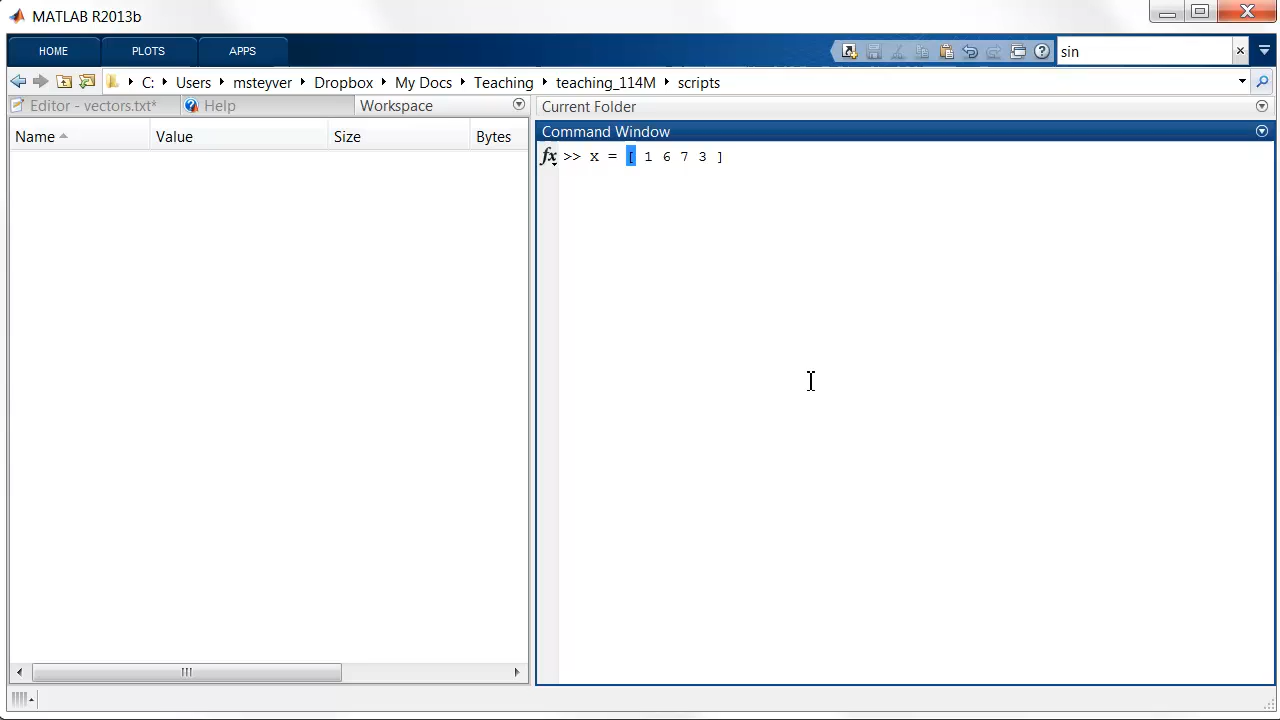 MATLAB R2013b
HOME PLOTS APPS sin
C: Users msteyver Dropbox My Docs Teaching teaching_114M scripts
Editor - vectors.txt* Help Workspace Current Folder
Name Value Size Bytes Command Window
fx >> x = [ 1 6 7 3 ]